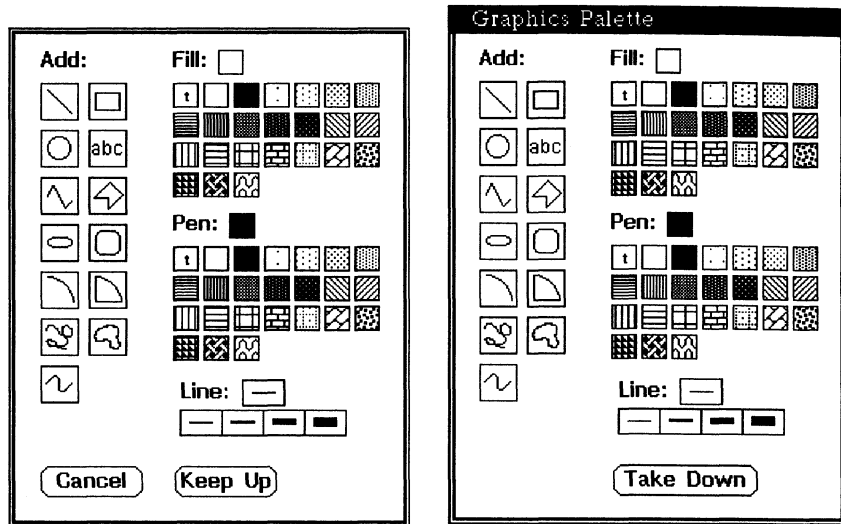 Add:
Fill:
t
abc
Pen:
t
Line:
Cancel
Keep Up
Graphics Palette
Add:
Fill:
t
abc
Pen:
t
Line:
Take Down